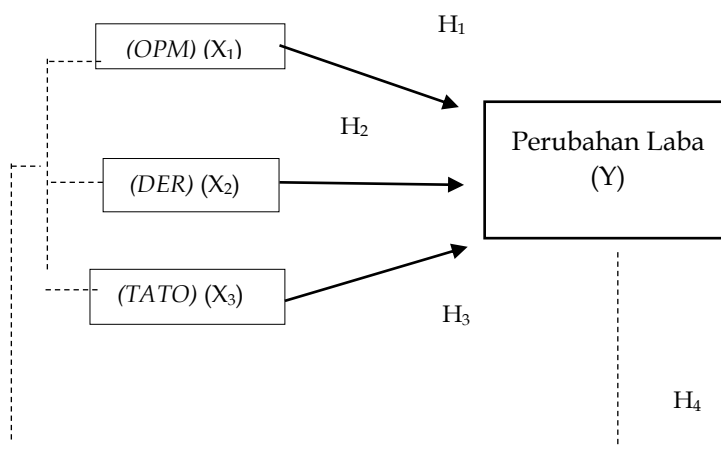 H₁
(OPM) (X₁)
H₂
Perubahan Laba
(Y)
(DER) (X₂)
(TATO) (X₃)
H₃
H₄